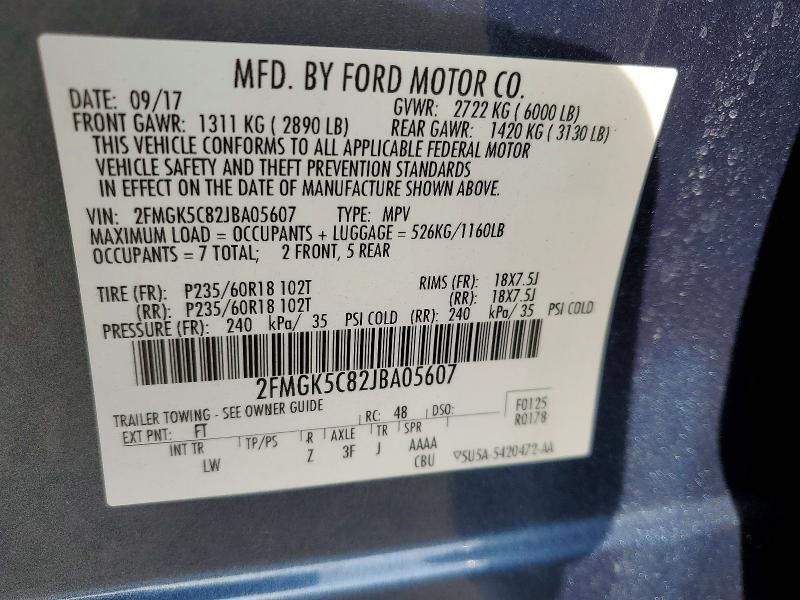 MFD. BY FORD MOTOR CO.
DATE: 09/17 GVWR: 2722 KG ( 6000 LB)
FRONT GAWR: 1311 KG ( 2890 LB) REAR GAWR: 1420 KG ( 3130 LB)
THIS VEHICLE CONFORMS TO ALL APPLICABLE FEDERAL MOTOR
VEHICLE SAFETY AND THEFT PREVENTION STANDARDS
IN EFFECT ON THE DATE OF MANUFACTURE SHOWN ABOVE.
VIN: 2FMGK5C82JBA05607 TYPE: MPV
MAXIMUM LOAD = OCCUPANTS + LUGGAGE = 526KG/1160LB
OCCUPANTS = 7 TOTAL; 2 FRONT, 5 REAR
TIRE (FR): P235/60R18 102T RIMS (FR): 18X7.5J
(RR): P235/60R18 102T (RR): 18X7.5J
PRESSURE (FR): 240 kPa/ 35 PSI COLD (RR): 240 kPa/ 35 PSI COLD
2FMGK5C82JBA05607
TRAILER TOWING - SEE OWNER GUIDE RC: 48 DSO: F0125
EXT PNT: FT R0178
INT TR TP/PS R AXLE TR SPR
LW Z 3F J AAAA
CBU 5U5A-5420472-AA